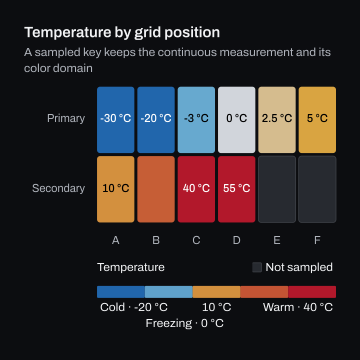 Temperature by grid position
A sampled key keeps the continuous measurement and its
color domain
Primary -30 °C -20 °C -3 °C 0 °C 2.5 °C 5 °C
Secondary 10 °C 40 °C 55 °C
A B C D E F
Temperature Not sampled
Cold · -20 °C 10 °C Warm · 40 °C
Freezing · 0 °C